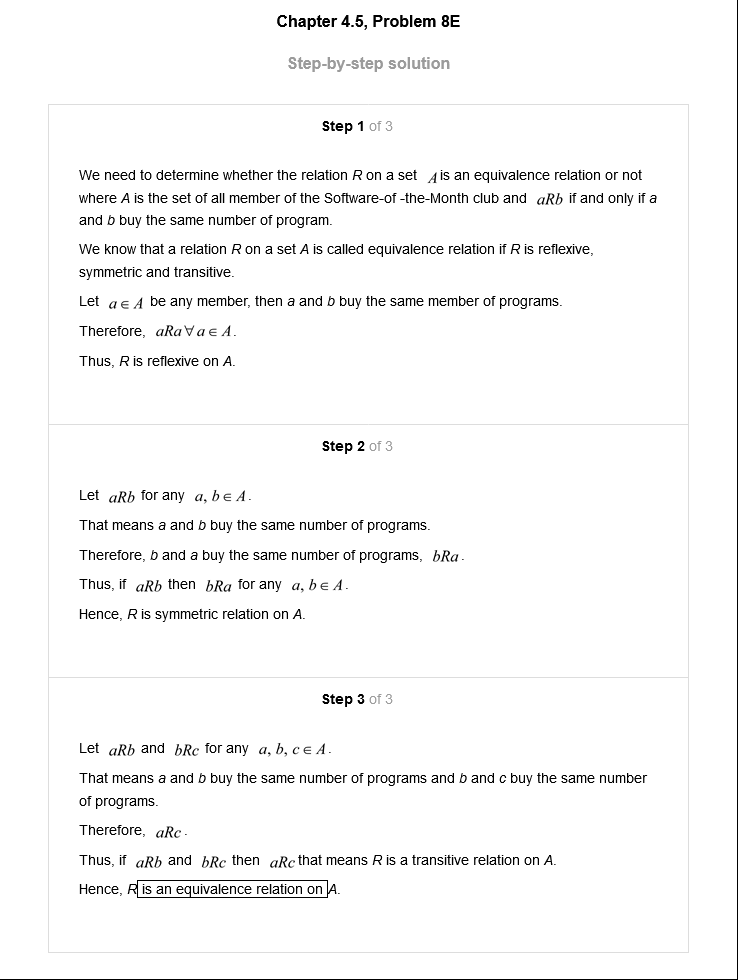 Chapter 4.5, Problem 8E
Step-by-step solution
Step 1 of 3
We need to determine whether the relation R on a set A is an equivalence relation or not
where A is the set of all member of the Software-of -the-Month club and aRb if and only if a
and b buy the same number of program.
We know that a relation R on a set A is called equivalence relation if R is reflexive,
symmetric and transitive.
Let a ∈ A be any member, then a and b buy the same member of programs.
Therefore, aRa ∀ a ∈ A.
Thus, R is reflexive on A.
Step 2 of 3
Let aRb for any a, b ∈ A.
That means a and b buy the same number of programs.
Therefore, b and a buy the same number of programs, bRa.
Thus, if aRb then bRa for any a, b ∈ A.
Hence, R is symmetric relation on A.
Step 3 of 3
Let aRb and bRc for any a, b, c ∈ A.
That means a and b buy the same number of programs and b and c buy the same number
of programs.
Therefore, aRc.
Thus, if aRb and bRc then aRc that means R is a transitive relation on A.
Hence, R is an equivalence relation on A.